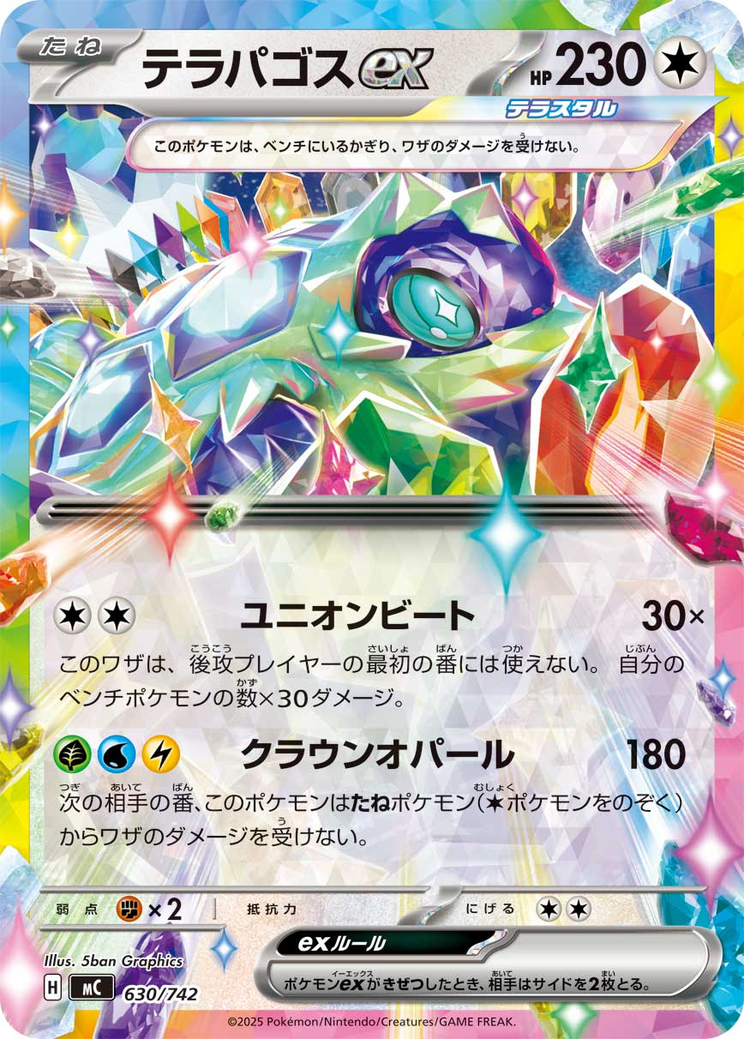 たね テラパゴスex HP230
テラスタル
このポケモンは、ベンチにいるかぎり、ワザのダメージを受けない。
ユニオンビート 30×
このワザは、後攻プレイヤーの最初の番には使えない。自分の
ベンチポケモンの数×30ダメージ。
クラウンオパール 180
次の相手の番、このポケモンはたねポケモン(ポケモンをのぞく)
からワザのダメージを受けない。
弱点 ×2 抵抗力 にげる
exルール
Illus. 5ban Graphics
ポケモンexがきぜつしたとき、相手はサイドを2枚とる。
H MC 630/742
©2025 Pokémon/Nintendo/Creatures/GAME FREAK.